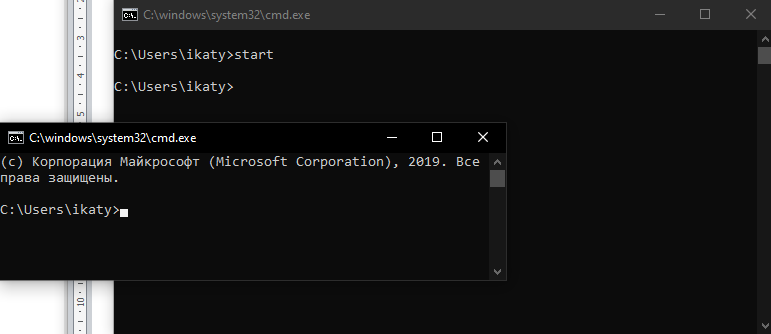 C:\windows\system32\cmd.exe
C:\Users\ikaty>start
C:\Users\ikaty>
C:\windows\system32\cmd.exe
(c) Корпорация Майкрософт (Microsoft Corporation), 2019. Все
права защищены.
C:\Users\ikaty>